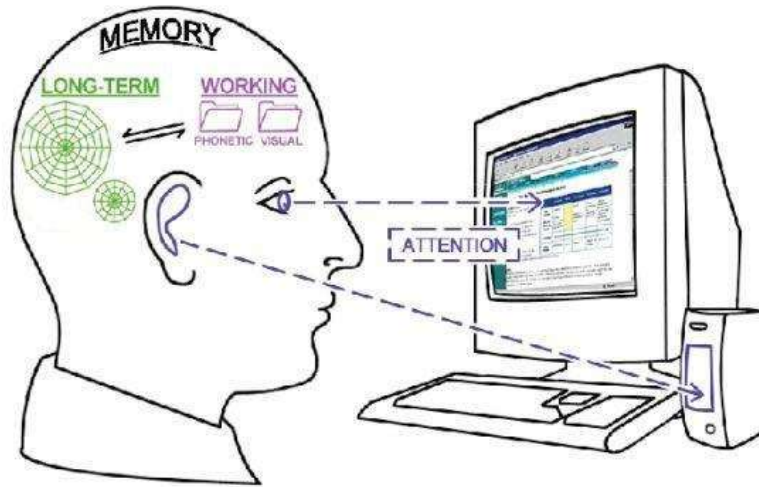 MEMORY
LONG-TERM
WORKING
PHONETIC VISUAL
ATTENTION